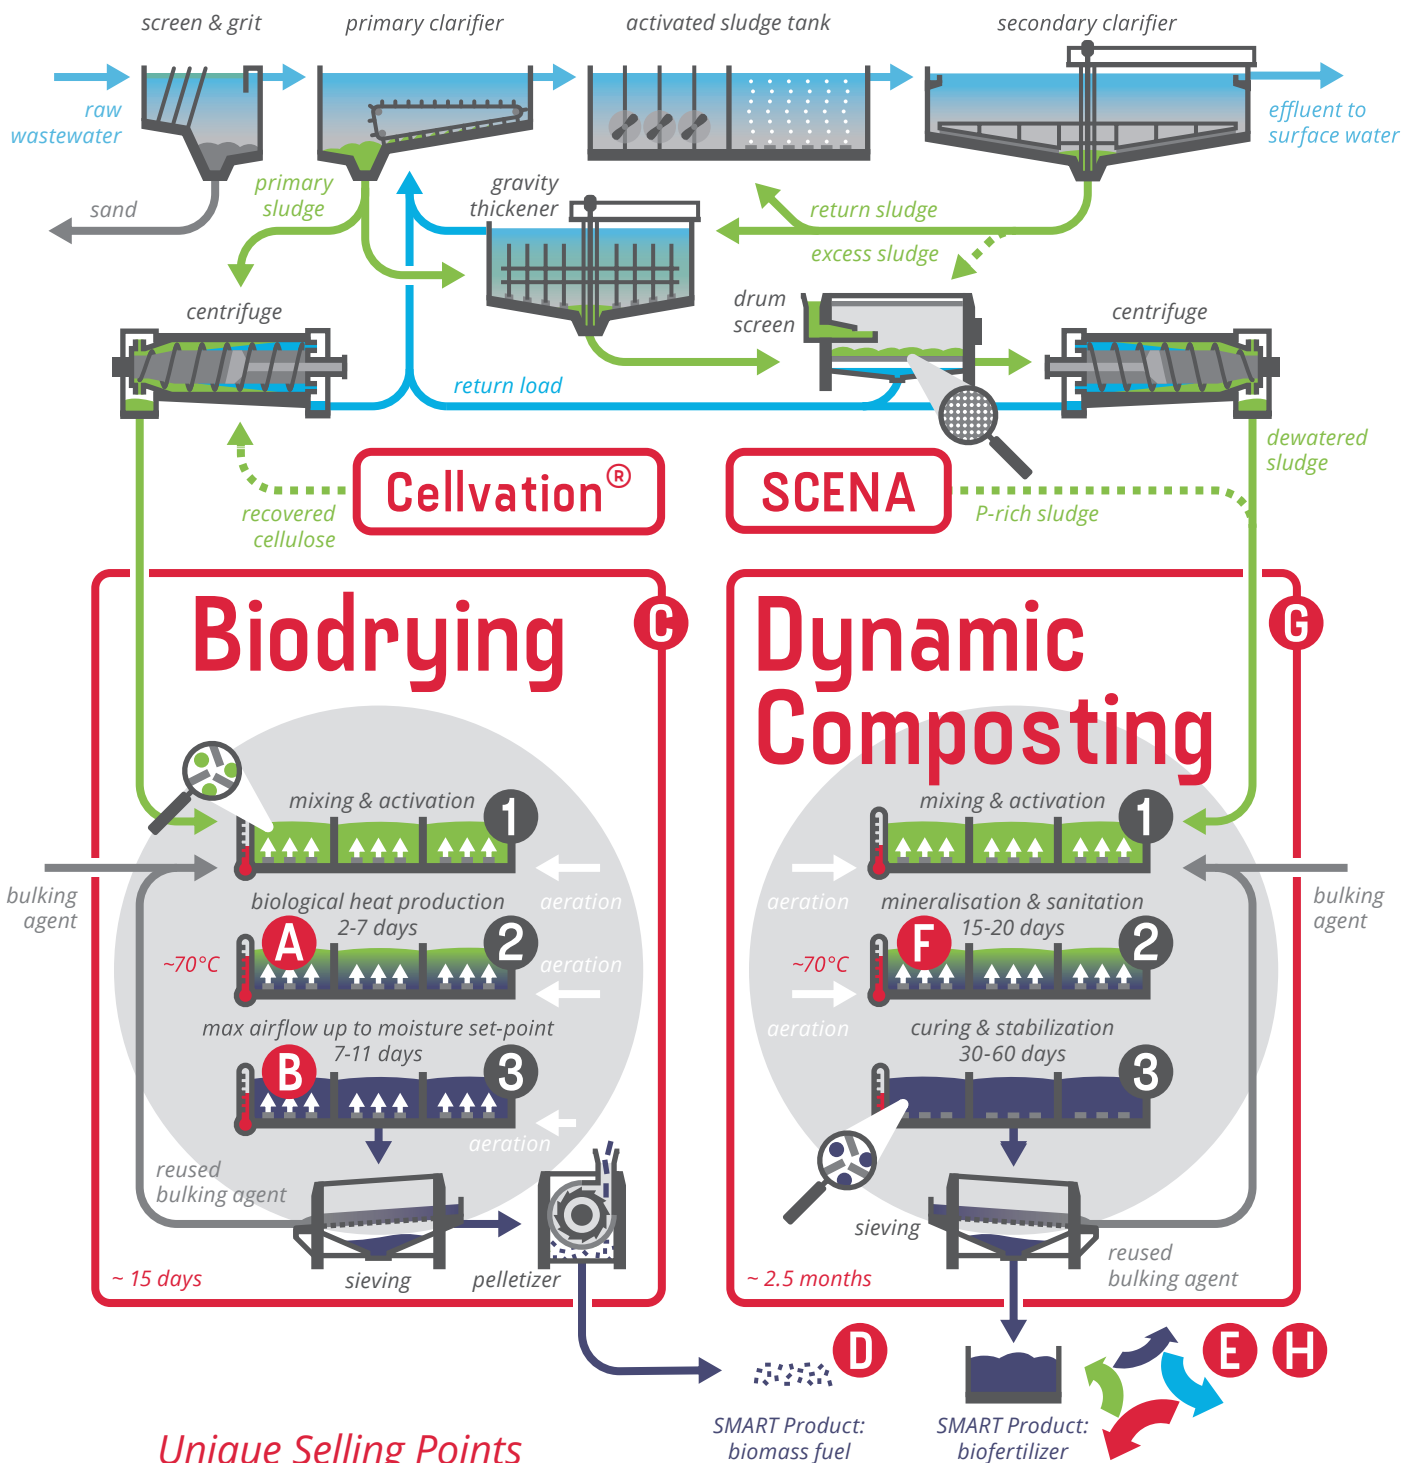 screen & grit
primary clarifier
activated sludge tank
secondary clarifier
raw
wastewater
effluent to
surface water
sand
primary
sludge
gravity
thickener
return sludge
excess sludge
centrifuge
drum
screen
centrifuge
return load
dewatered
sludge
Cellvation®
SCENA
recovered
cellulose
P-rich sludge
Biodrying
C
mixing & activation
1
bulking
agent
aeration
biological heat production
2-7 days
A
2
~70°C
aeration
max airflow up to moisture set-point
7-11 days
B
3
aeration
reused
bulking agent
~ 15 days
sieving
pelletizer
Dynamic
Composting
G
mixing & activation
1
aeration
bulking
agent
mineralisation & sanitation
15-20 days
F
2
~70°C
aeration
curing & stabilization
30-60 days
3
sieving
reused
bulking agent
~ 2.5 months
D
E
H
SMART Product:
biomass fuel
SMART Product:
biofertilizer
Unique Selling Points